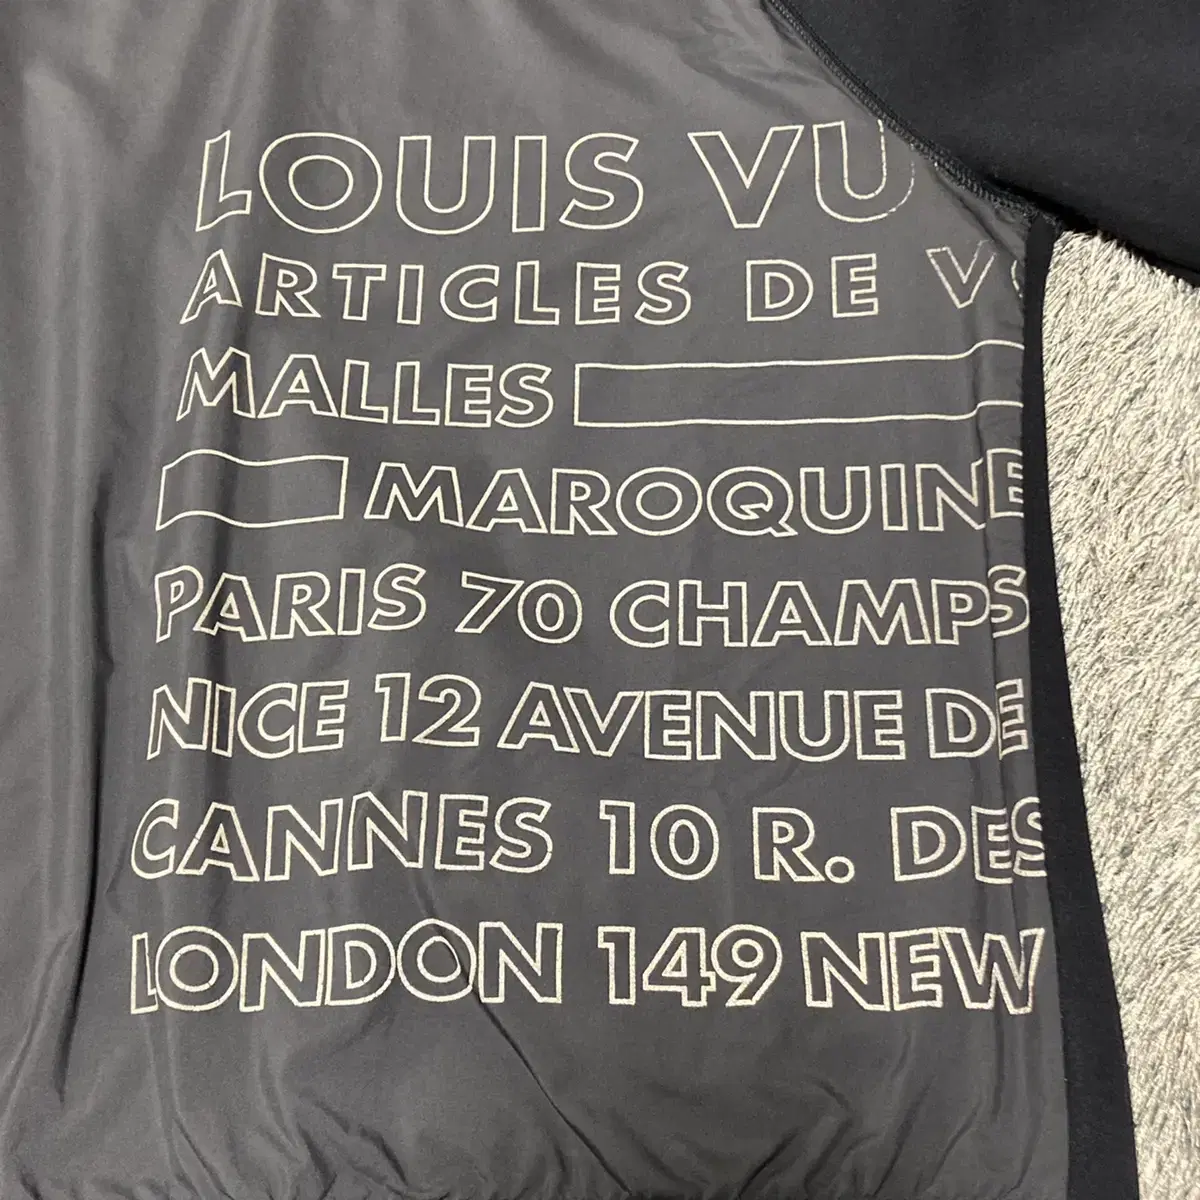 LOUIS VU
ARTICLES DE V
MALLES
MAROQUINE
PARIS 70 CHAMPS
NICE 12 AVENUE DE
CANNES 10 R. DES
LONDON 149 NEW